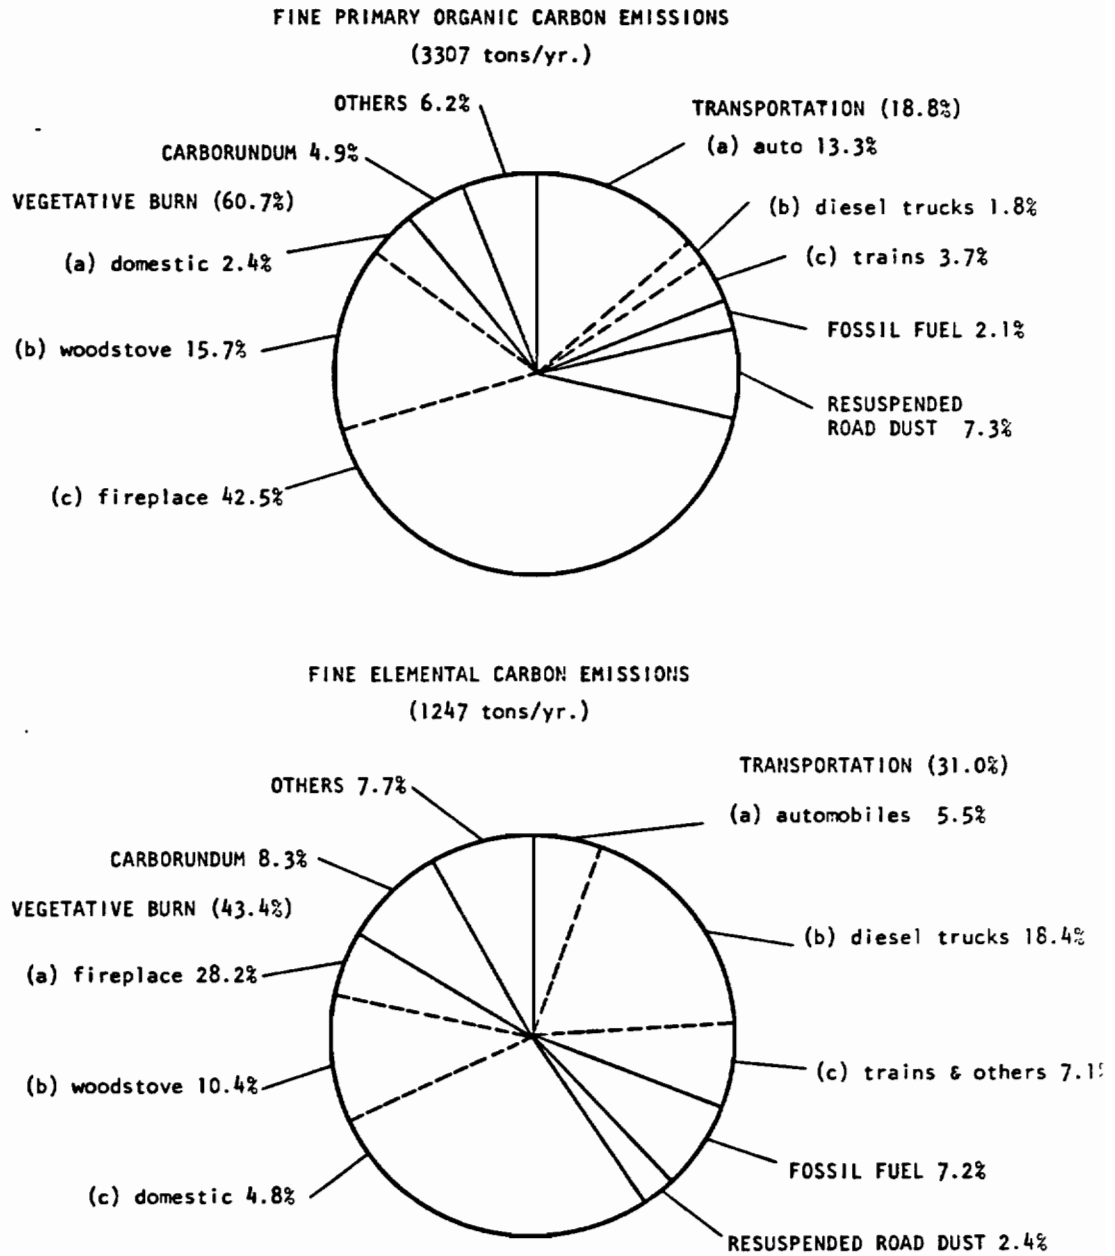 FINE PRIMARY ORGANIC CARBON EMISSIONS
(3307 tons/yr.)
OTHERS 6.2%
TRANSPORTATION (18.8%)
(a) auto 13.3%
CARBORUNDUM 4.9%
VEGETATIVE BURN (60.7%)
(b) diesel trucks 1.8%
(a) domestic 2.4%
(c) trains 3.7%
FOSSIL FUEL 2.1%
(b) woodstove 15.7%
RESUSPENDED
ROAD DUST 7.3%
(c) fireplace 42.5%
FINE ELEMENTAL CARBON EMISSIONS
(1247 tons/yr.)
TRANSPORTATION (31.0%)
OTHERS 7.7%
(a) automobiles 5.5%
CARBORUNDUM 8.3%
VEGETATIVE BURN (43.4%)
(b) diesel trucks 18.4%
(a) fireplace 28.2%
(c) trains & others 7.1%
(b) woodstove 10.4%
FOSSIL FUEL 7.2%
(c) domestic 4.8%
RESUSPENDED ROAD DUST 2.4%